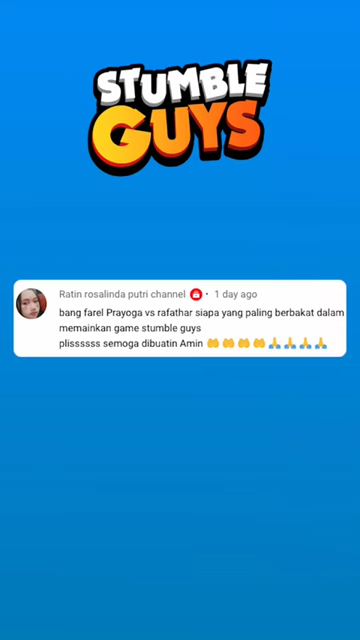 STUMBLE
GUYS
Ratin rosalinda putri channel • 1 day ago
bang farel Prayoga vs rafathar siapa yang paling berbakat dalam
memainkan game stumble guys
plissssss semoga dibuatin Amin 🤲🤲🤲🤲🙏🙏🙏🙏